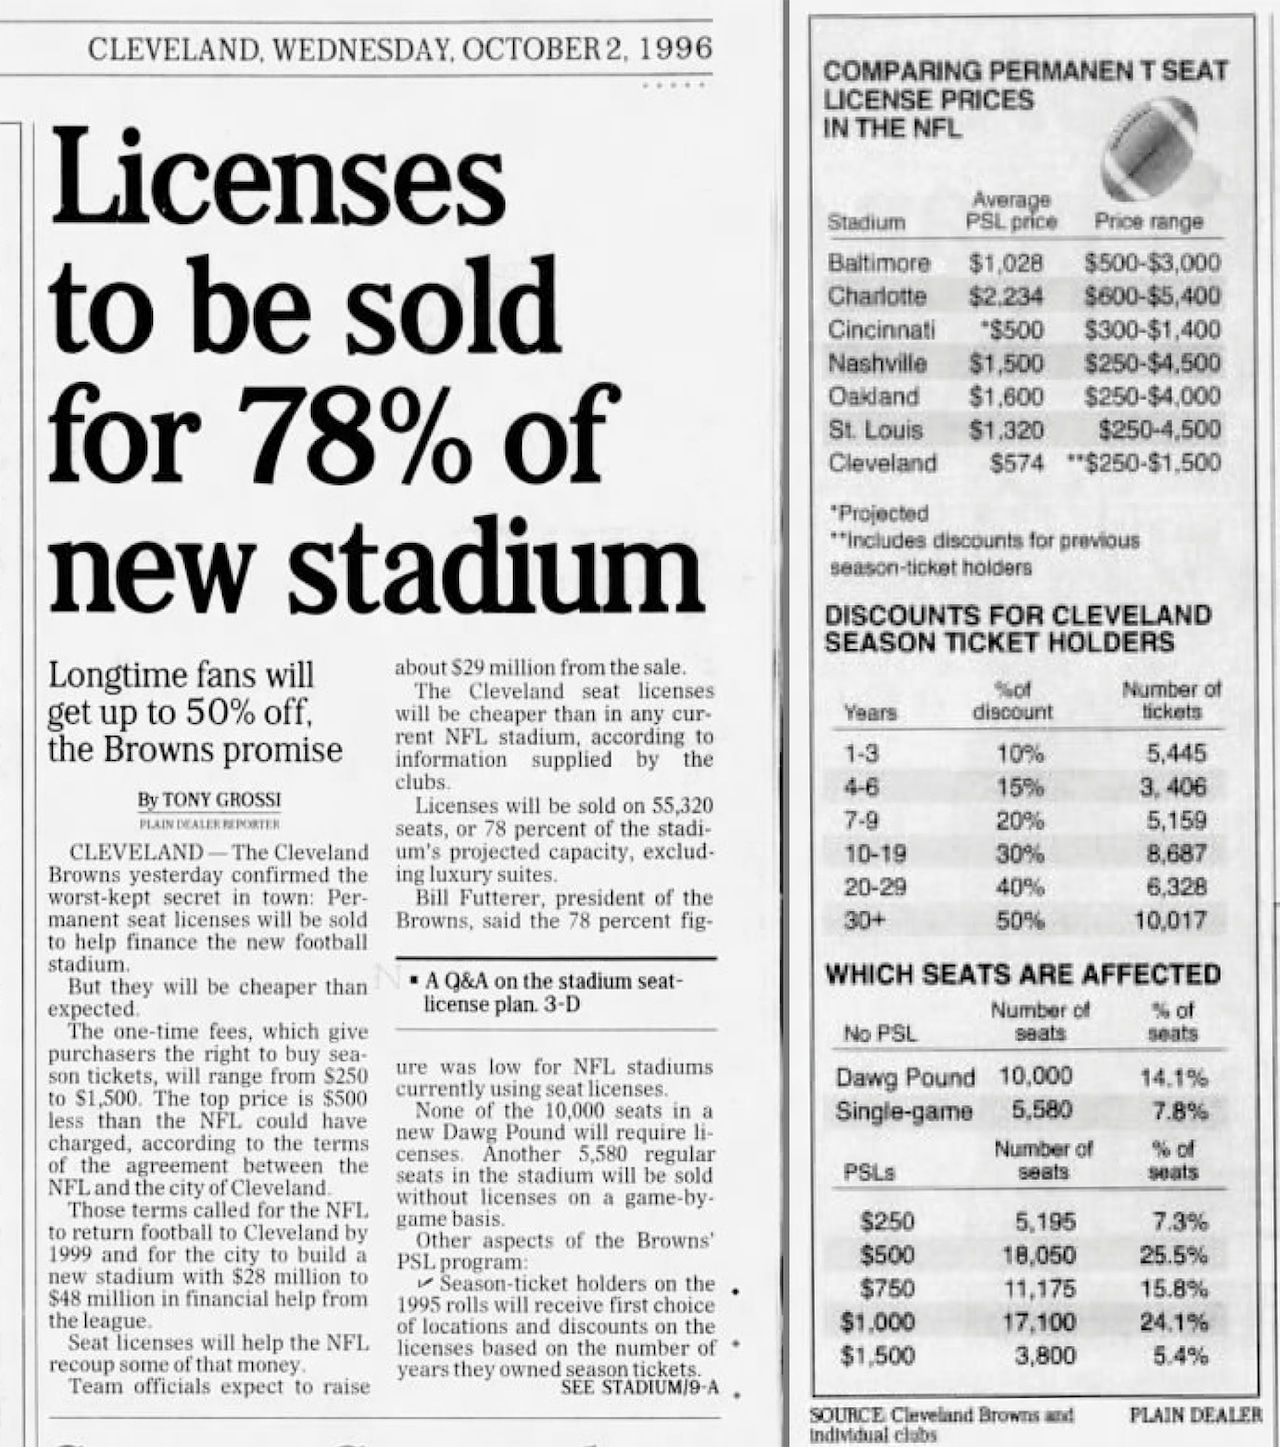 CLEVELAND, WEDNESDAY, OCTOBER 2, 1996
Licenses
to be sold
for 78% of
new stadium
Longtime fans will
get up to 50% off,
the Browns promise
By TONY GROSSI
PLAIN DEALER REPORTER
CLEVELAND — The Cleveland
Browns yesterday confirmed the
worst-kept secret in town: Per-
manent seat licenses will be sold
to help finance the new football
stadium.
But they will be cheaper than
expected.
The one-time fees, which give
purchasers the right to buy sea-
son tickets, will range from $250
to $1,500. The top price is $500
less than the NFL could have
charged, according to the terms
of the agreement between the
NFL and the city of Cleveland.
Those terms called for the NFL
to return football to Cleveland by
1999 and for the city to build a
new stadium with $28 million to
$48 million in financial help from
the league.
Seat licenses will help the NFL
recoup some of that money.
Team officials expect to raise
about $29 million from the sale.
The Cleveland seat licenses
will be cheaper than in any cur-
rent NFL stadium, according to
information supplied by the
clubs.
Licenses will be sold on 55,320
seats, or 78 percent of the stadi-
um's projected capacity, exclud-
ing luxury suites.
Bill Futterer, president of the
Browns, said the 78 percent fig-
▪ A Q&A on the stadium seat-
license plan. 3-D
ure was low for NFL stadiums
currently using seat licenses.
None of the 10,000 seats in a
new Dawg Pound will require li-
censes. Another 5,580 regular
seats in the stadium will be sold
without licenses on a game-by-
game basis.
Other aspects of the Browns'
PSL program:
✓ Season-ticket holders on the
1995 rolls will receive first choice
of locations and discounts on the
licenses based on the number of
years they owned season tickets.
SEE STADIUM/9-A
COMPARING PERMANEN T SEAT
LICENSE PRICES
IN THE NFL
Stadium Average PSL price Price range
Baltimore $1,028 $500-$3,000
Charlotte $2,234 $600-$5,400
Cincinnati *$500 $300-$1,400
Nashville $1,500 $250-$4,500
Oakland $1,600 $250-$4,000
St. Louis $1,320 $250-4,500
Cleveland $574 **$250-$1,500
*Projected
**Includes discounts for previous
season-ticket holders
DISCOUNTS FOR CLEVELAND
SEASON TICKET HOLDERS
Years %of discount Number of tickets
1-3 10% 5,445
4-6 15% 3, 406
7-9 20% 5,159
10-19 30% 8,687
20-29 40% 6,328
30+ 50% 10,017
WHICH SEATS ARE AFFECTED
No PSL Number of seats % of seats
Dawg Pound 10,000 14.1%
Single-game 5,580 7.8%
PSLs Number of seats % of seats
$250 5,195 7.3%
$500 18,050 25.5%
$750 11,175 15.8%
$1,000 17,100 24.1%
$1,500 3,800 5.4%
SOURCE: Cleveland Browns and
individual clubs
PLAIN DEALER